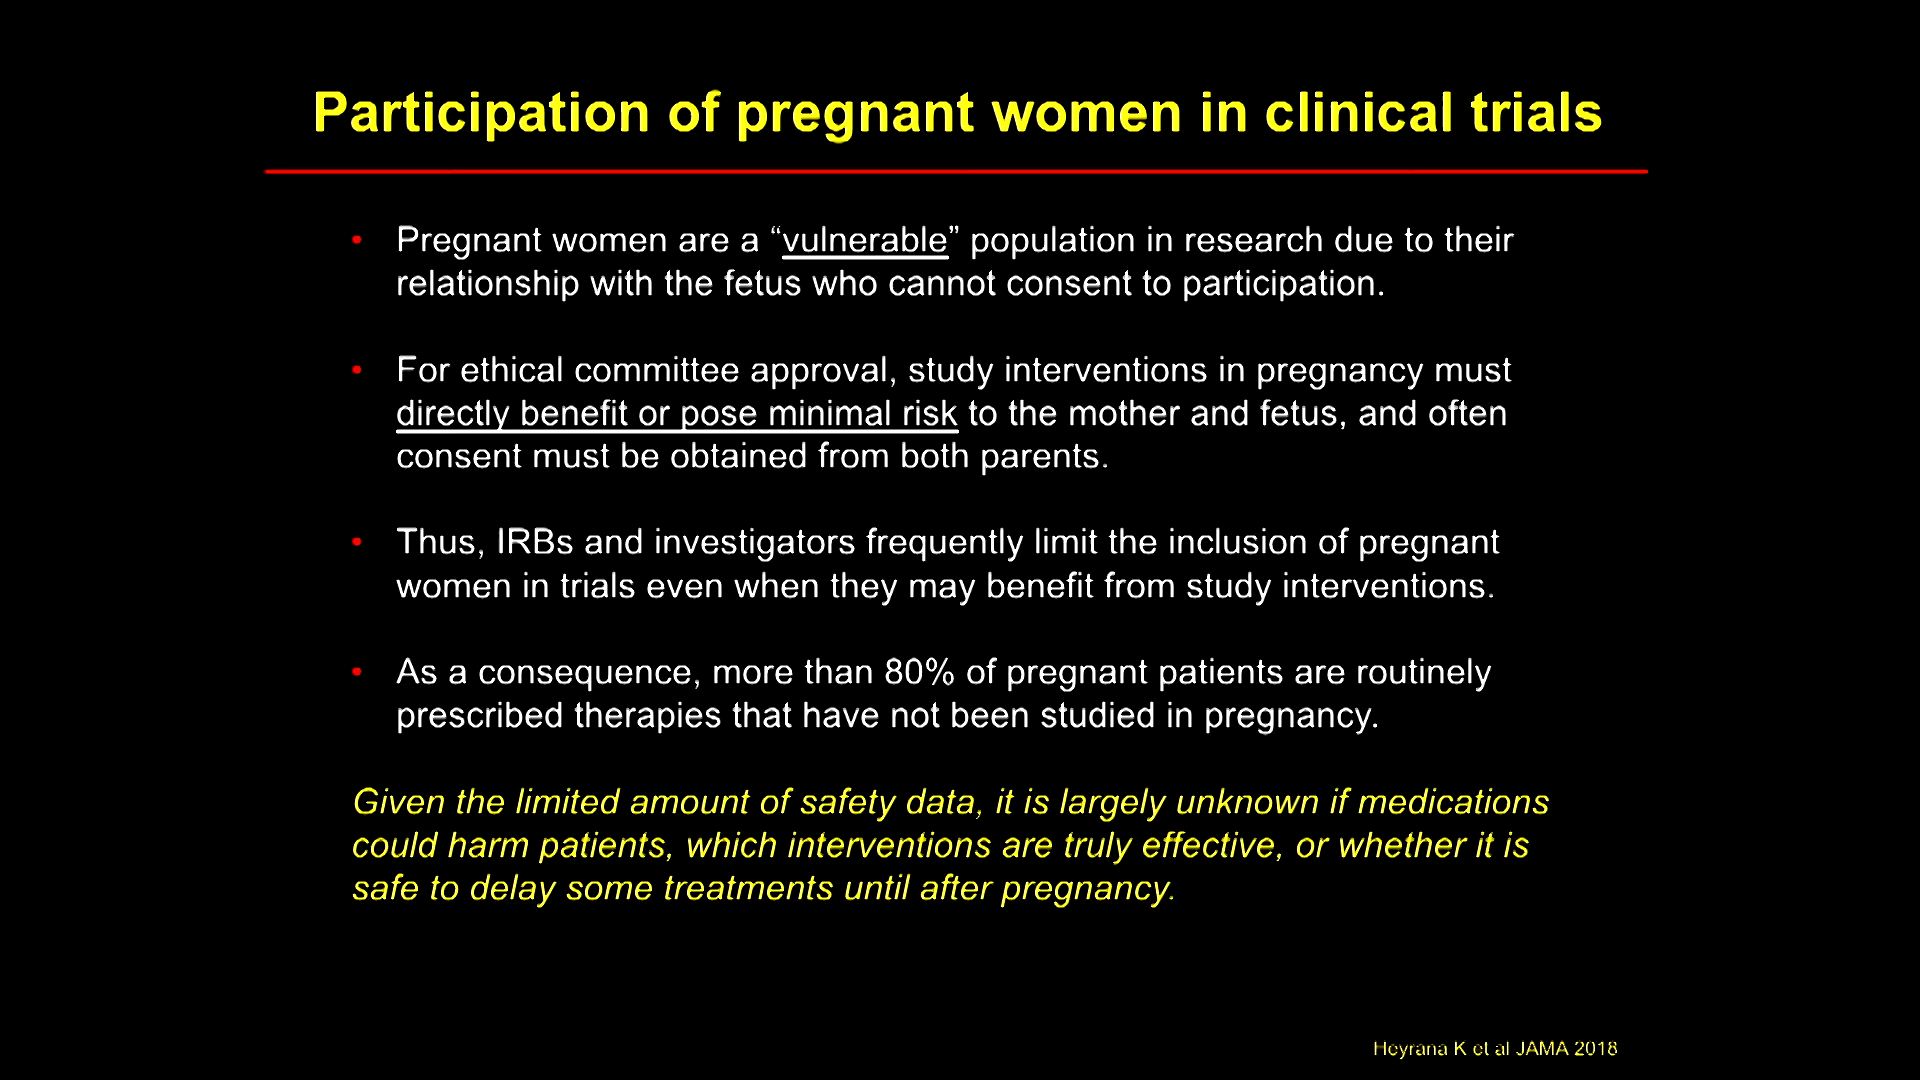 Participation of pregnant women in clinical trials
• Pregnant women are a “vulnerable” population in research due to their
relationship with the fetus who cannot consent to participation.
• For ethical committee approval, study interventions in pregnancy must
directly benefit or pose minimal risk to the mother and fetus, and often
consent must be obtained from both parents.
• Thus, IRBs and investigators frequently limit the inclusion of pregnant
women in trials even when they may benefit from study interventions.
• As a consequence, more than 80% of pregnant patients are routinely
prescribed therapies that have not been studied in pregnancy.
Given the limited amount of safety data, it is largely unknown if medications
could harm patients, which interventions are truly effective, or whether it is
safe to delay some treatments until after pregnancy.
Heyrana K et al JAMA 2018